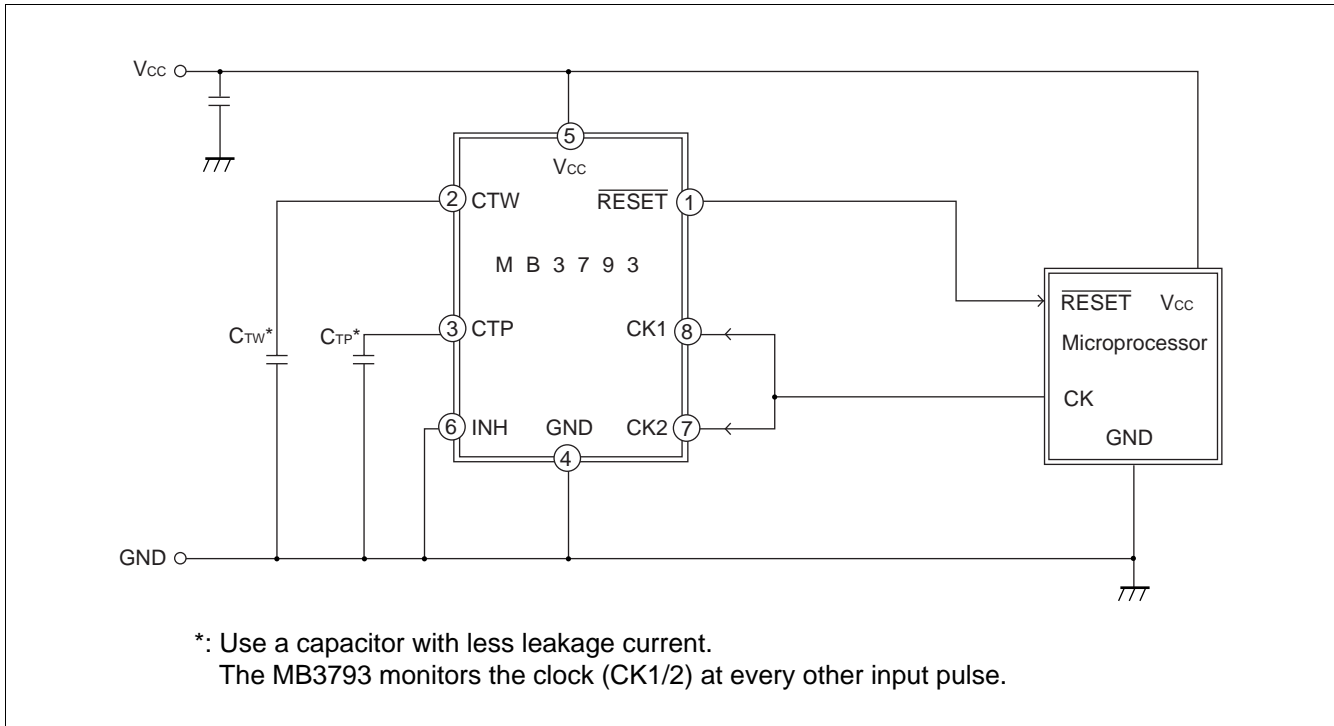 Vcc
5
Vcc
2 CTW
RESET 1
M B 3 7 9 3
RESET Vcc
CTW* CTP*
3 CTP
CK1 8
Microprocessor
CK
6 INH GND CK2 7
GND
4
GND
*: Use a capacitor with less leakage current.
The MB3793 monitors the clock (CK1/2) at every other input pulse.